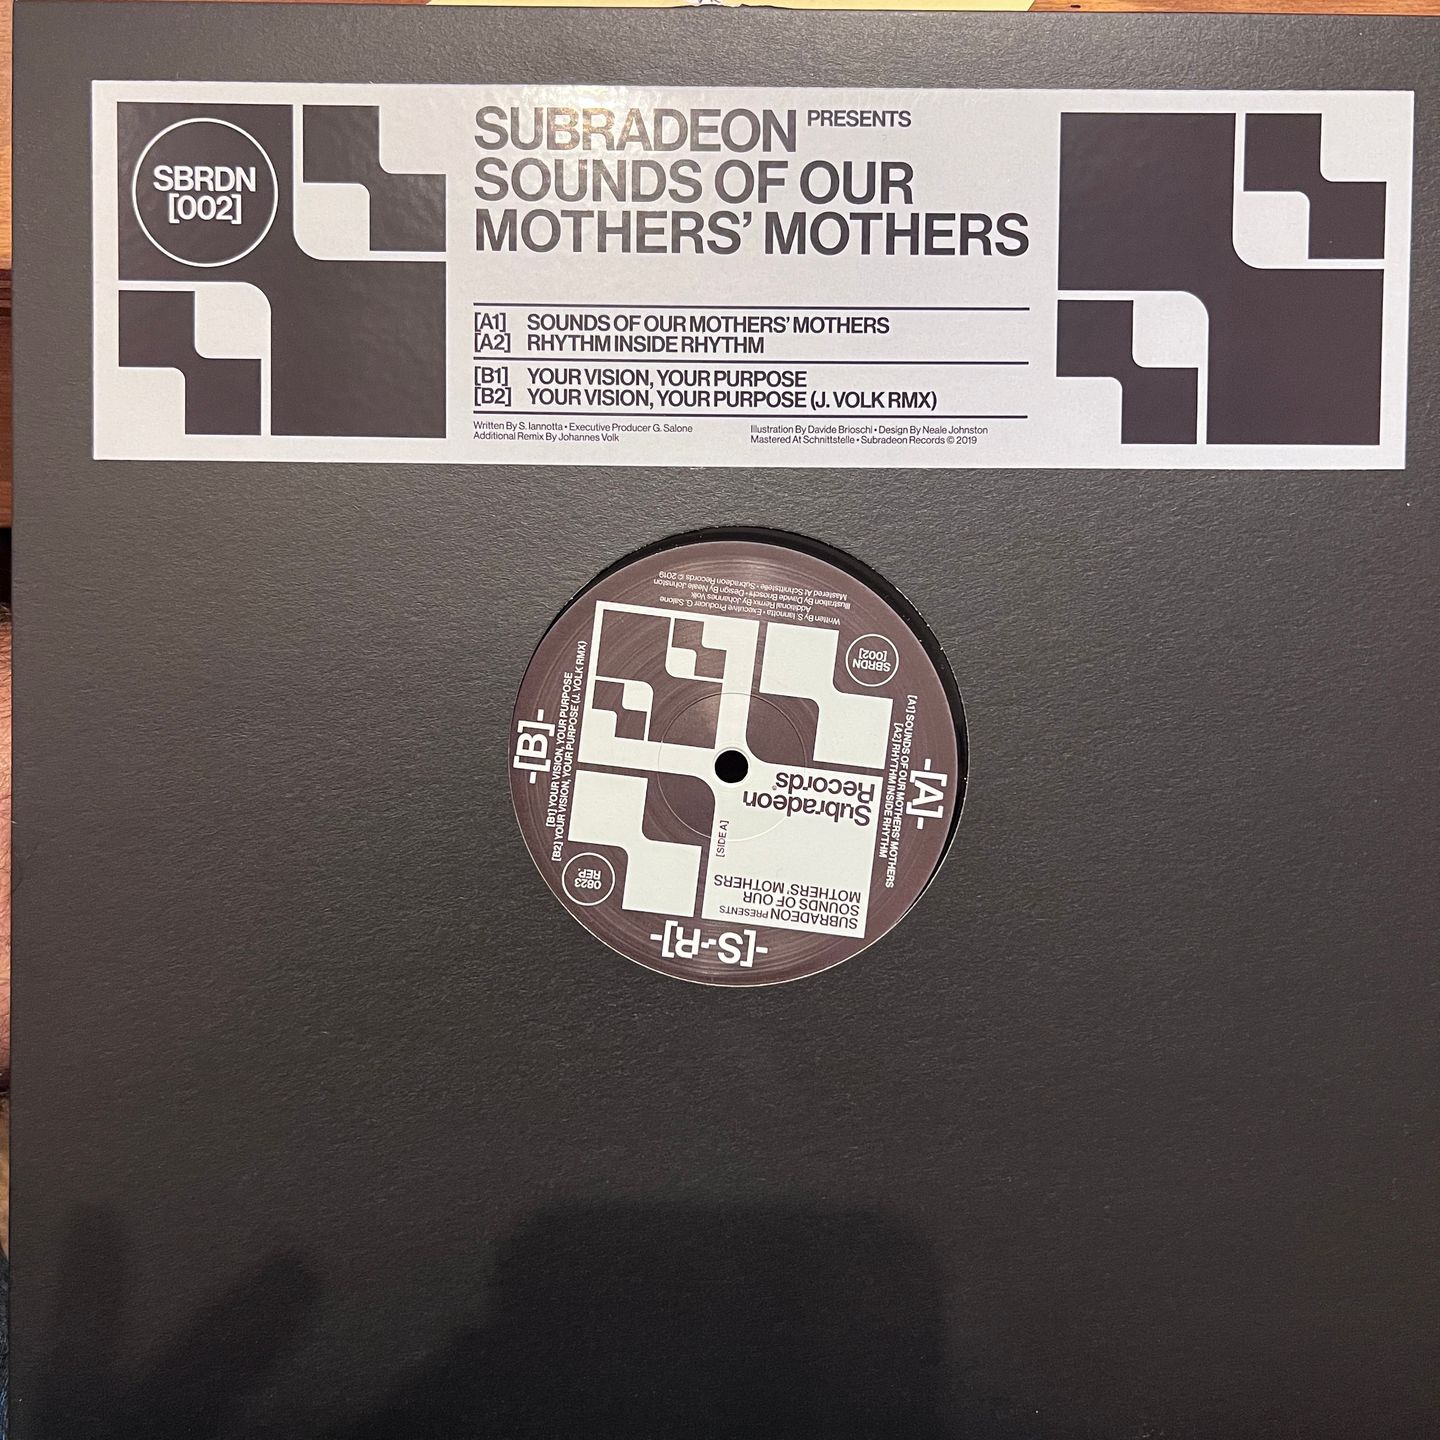 SBRDN
[002]
SUBRADEON PRESENTS
SOUNDS OF OUR
MOTHERS' MOTHERS
[A1] SOUNDS OF OUR MOTHERS' MOTHERS
[A2] RHYTHM INSIDE RHYTHM
[B1] YOUR VISION, YOUR PURPOSE
[B2] YOUR VISION, YOUR PURPOSE (J. VOLK RMX)
Written By S. Iannotta • Executive Producer G. Salone
Additional Remix By Johannes Volk
Illustration By Davide Brioschi • Design By Neale Johnston
Mastered At Schnittstelle • Subradeon Records © 2019
-[S-R]-
SUBRADEON PRESENTS
SOUNDS OF OUR
MOTHERS' MOTHERS
[SIDE A]
Subradeon
Records®
-[A]-
[A1] SOUNDS OF OUR MOTHERS' MOTHERS
[A2] RHYTHM INSIDE RHYTHM
-[B]-
[B1] YOUR VISION, YOUR PURPOSE
[B2] YOUR VISION, YOUR PURPOSE (J. VOLK RMX)
0823
REP.
SBRDN
[002]
Written By S. Iannotta • Executive Producer G. Salone
Additional Remix By Johannes Volk
Illustration By Davide Brioschi • Design By Neale Johnston
Mastered At Schnittstelle • Subradeon Records © 2019